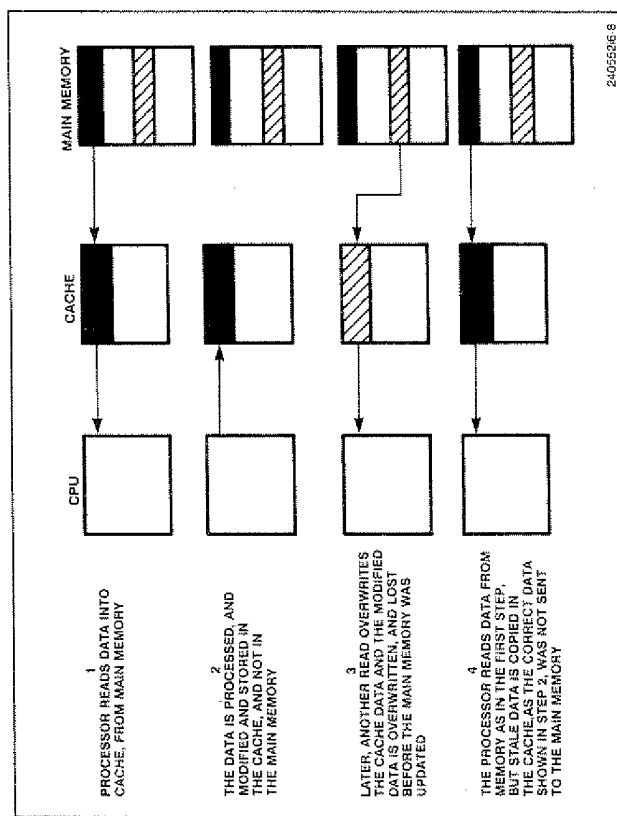 MAIN MEMORY
CACHE
CPU
1
PROCESSOR READS DATA INTO
CACHE, FROM MAIN MEMORY
2
THE DATA IS PROCESSED, AND
MODIFIED AND STORED IN
THE CACHE, AND NOT IN
THE MAIN MEMORY
3
LATER, ANOTHER READ OVERWRITES
THE CACHE DATA AND THE MODIFIED
DATA IS OVERWRITTEN, AND LOST
BEFORE THE MAIN MEMORY WAS
UPDATED
4
THE PROCESSOR READS DATA FROM
MEMORY AS IN THE FIRST STEP,
BUT STALE DATA IS COPIED IN
THE CACHE,AS THE CORRECT DATA
SHOWN IN STEP 2, WAS NOT SENT
TO THE MAIN MEMORY
240552/6-8